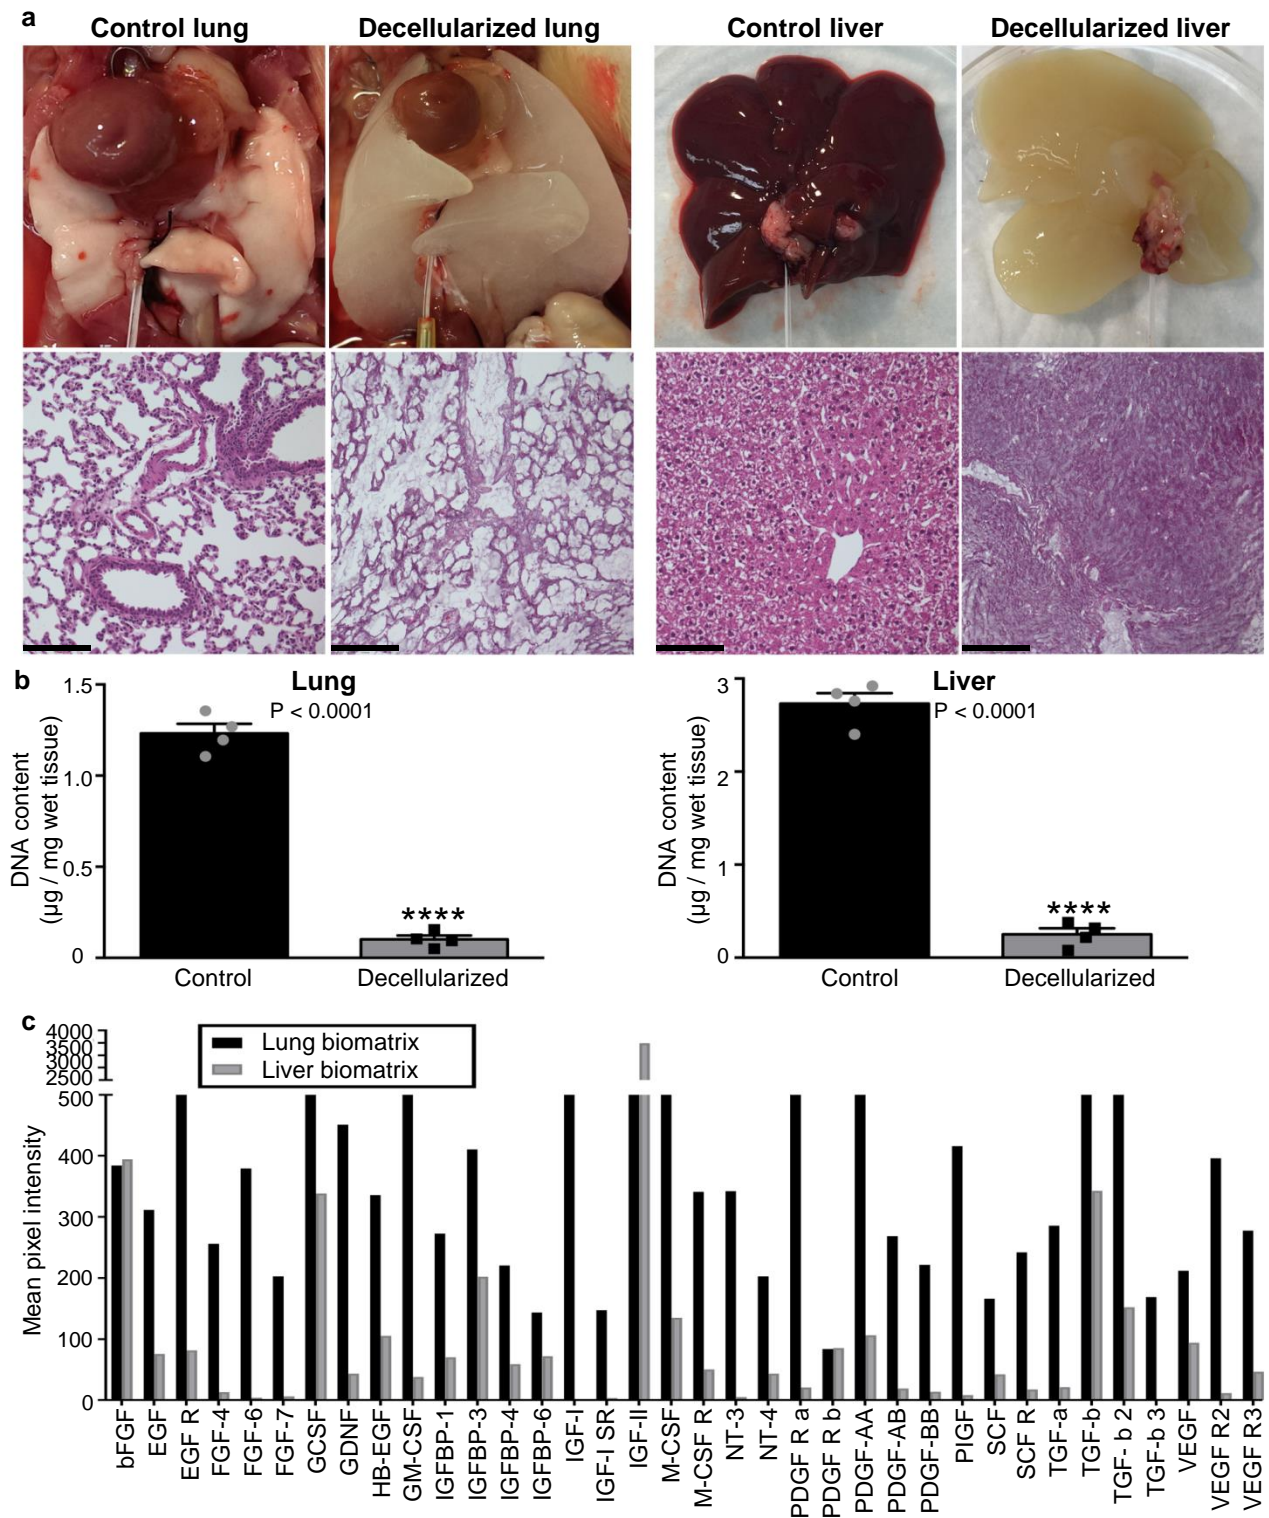 a
Control lung
Decellularized lung
Control liver
Decellularized liver
b
Lung
P < 0.0001
DNA content
(µg / mg wet tissue)
1.5
1.0
0.5
0
****
Control
Decellularized
Liver
P < 0.0001
DNA content
(µg / mg wet tissue)
3
2
1
0
****
Control
Decellularized
c
Lung biomatrix
Liver biomatrix
Mean pixel intensity
4000
3500
3000
2500
500
400
300
200
100
0
bFGF
EGF
EGF R
FGF-4
FGF-6
FGF-7
GCSF
GDNF
HB-EGF
GM-CSF
IGFBP-1
IGFBP-3
IGFBP-4
IGFBP-6
IGF-I
IGF-I SR
IGF-II
M-CSF
M-CSF R
NT-3
NT-4
PDGF R a
PDGF R b
PDGF-AA
PDGF-AB
PDGF-BB
PIGF
SCF
SCF R
TGF-a
TGF-b
TGF- b 2
TGF-b 3
VEGF
VEGF R2
VEGF R3